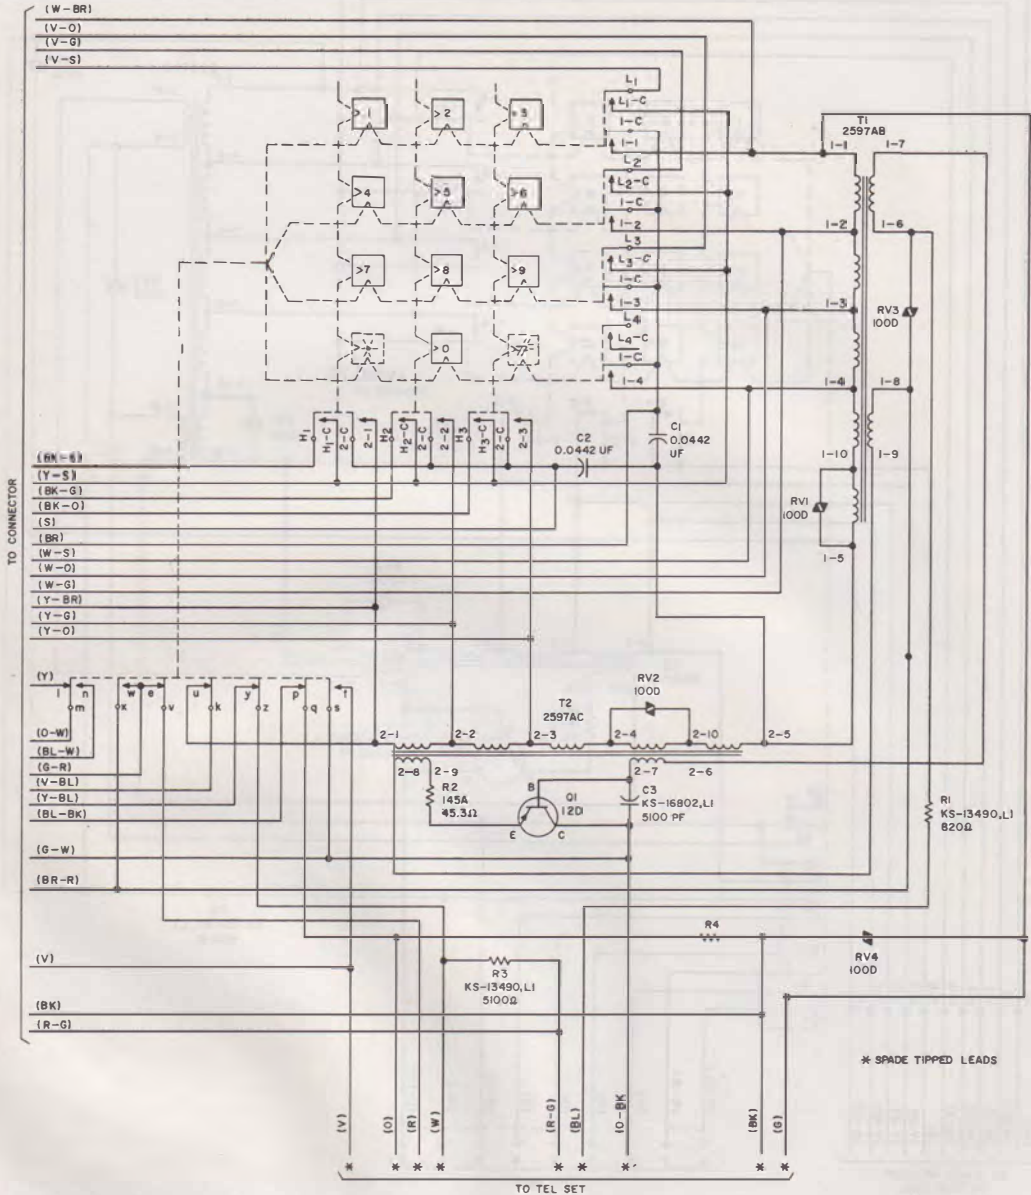 (W-BR)
(V-O)
(V-G)
(V-S)
L1
L1-C
1-C
1-1
L2
L2-C
1-C
1-2
L3
L3-C
1-C
1-3
L4
L4-C
1-C
1-4
>1
>2
>4
>5
>6
>7
>8
>9
>0
T1
2597AB
1-1
1-7
1-2
1-6
1-3
1-4
1-8
1-10
1-9
1-5
RV3
100D
RV1
100D
H1
H1-C
2-C
2-1
H2
H2-C
2-C
2-2
H3
H3-C
2-C
2-3
C2
0.0442 UF
C1
0.0442
UF
TO CONNECTOR
(Y-S)
(BK-G)
(BK-O)
(S)
(BR)
(W-S)
(W-O)
(W-G)
(Y-BR)
(Y-G)
(Y-O)
(Y)
l n
m
x
w e
v
u
k
y
z
p
q
s
t
(O-W)
(BL-W)
(G-R)
(V-BL)
(Y-BL)
(BL-BK)
(G-W)
(BR-R)
(V)
(BK)
(R-G)
RV2
100D
T2
2597AC
2-1
2-2
2-3
2-4
2-10
2-5
2-8
2-9
2-7
2-6
R2
145A
45.3Ω
B
E
C
Q1
12D
C3
KS-16802,L1
5100 PF
R1
KS-13490,L1
820Ω
R4
RV4
100D
R3
KS-13490,L1
5100Ω
* SPADE TIPPED LEADS
(V)
(O)
(R)
(W)
(R-G)
(BL)
(O-BK)
(BK)
(G)
* * * * * * * * *
TO TEL SET